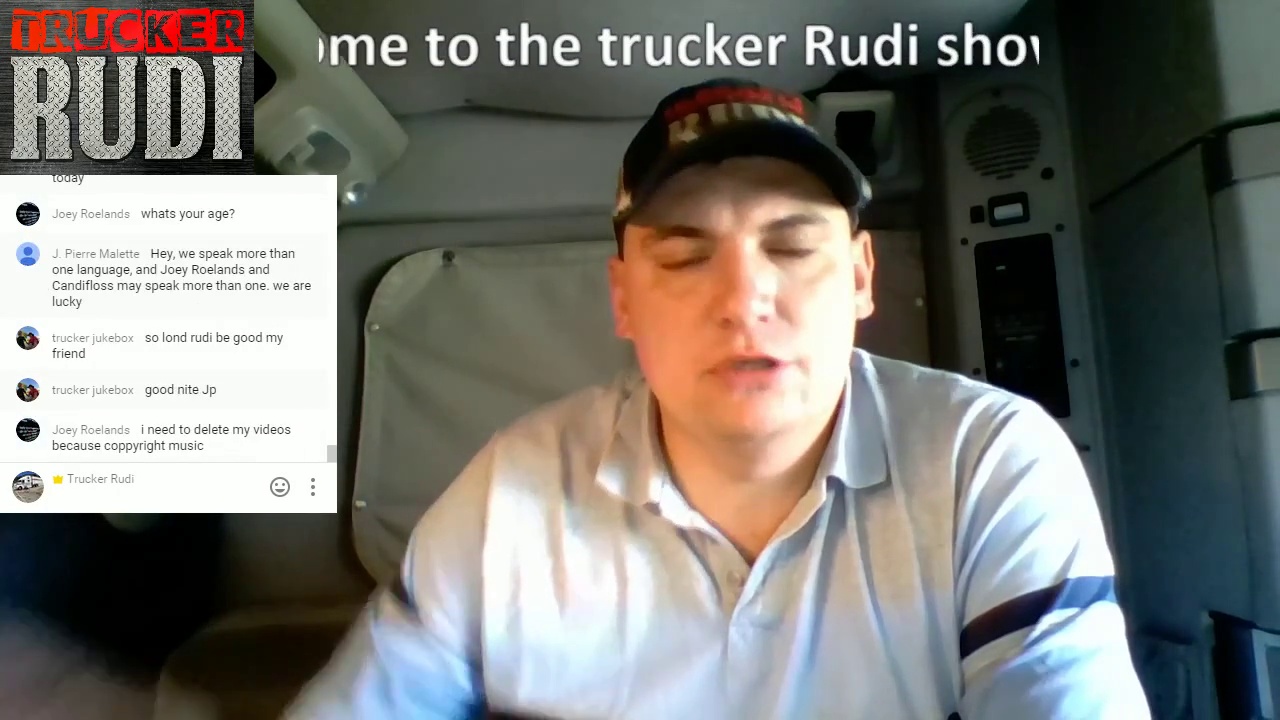 TRUCKER
RUDI
ome to the trucker Rudi show
today
Joey Roelands whats your age?
J. Pierre Malette Hey, we speak more than
one language, and Joey Roelands and
Candifloss may speak more than one. we are
lucky
trucker jukebox so lond rudi be good my
friend
trucker jukebox good nite Jp
Joey Roelands i need to delete my videos
because coppyright music
Trucker Rudi